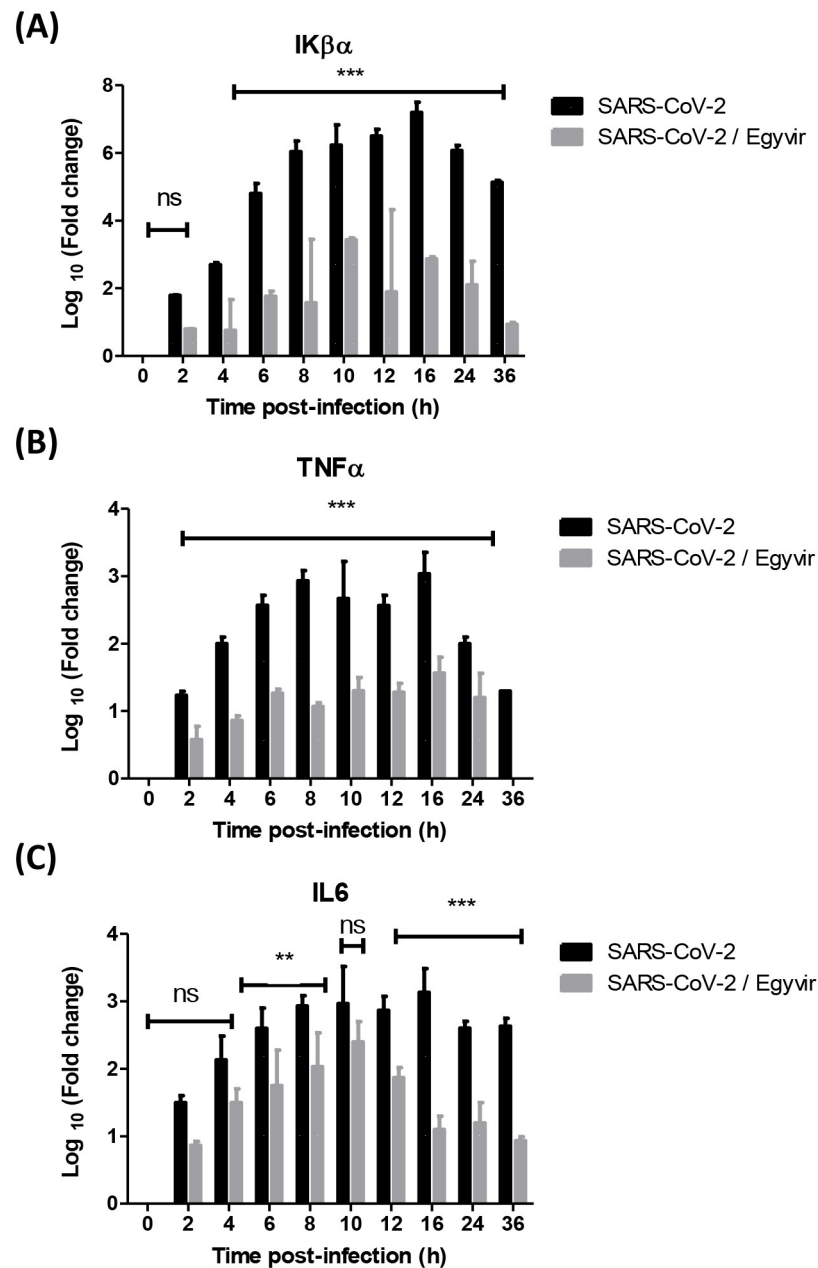 (A)
IKβα
***
8
6
4
2
0
ns
Log 10 (Fold change)
SARS-CoV-2
SARS-CoV-2 / Egyvir
0 2 4 6 8 10 12 16 24 36
Time post-infection (h)
(B)
TNFα
***
4
3
2
1
0
Log 10 (Fold change)
SARS-CoV-2
SARS-CoV-2 / Egyvir
0 2 4 6 8 10 12 16 24 36
Time post-infection (h)
(C)
IL6
ns
***
**
ns
4
3
2
1
0
Log 10 (Fold change)
SARS-CoV-2
SARS-CoV-2 / Egyvir
0 2 4 6 8 10 12 16 24 36
Time post-infection (h)